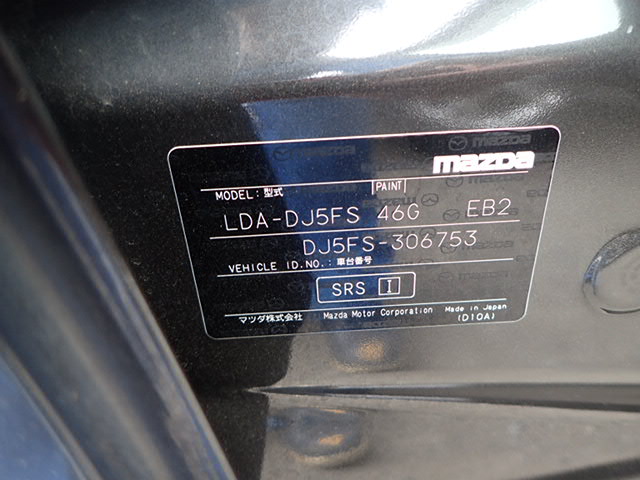 mazda
MODEL:型式 PAINT
LDA-DJ5FS 46G EB2
DJ5FS-306753
VEHICLE ID.NO.:車台番号
SRS I
マツダ株式会社 Mazda Motor Corporation Made in Japan
(D10A)